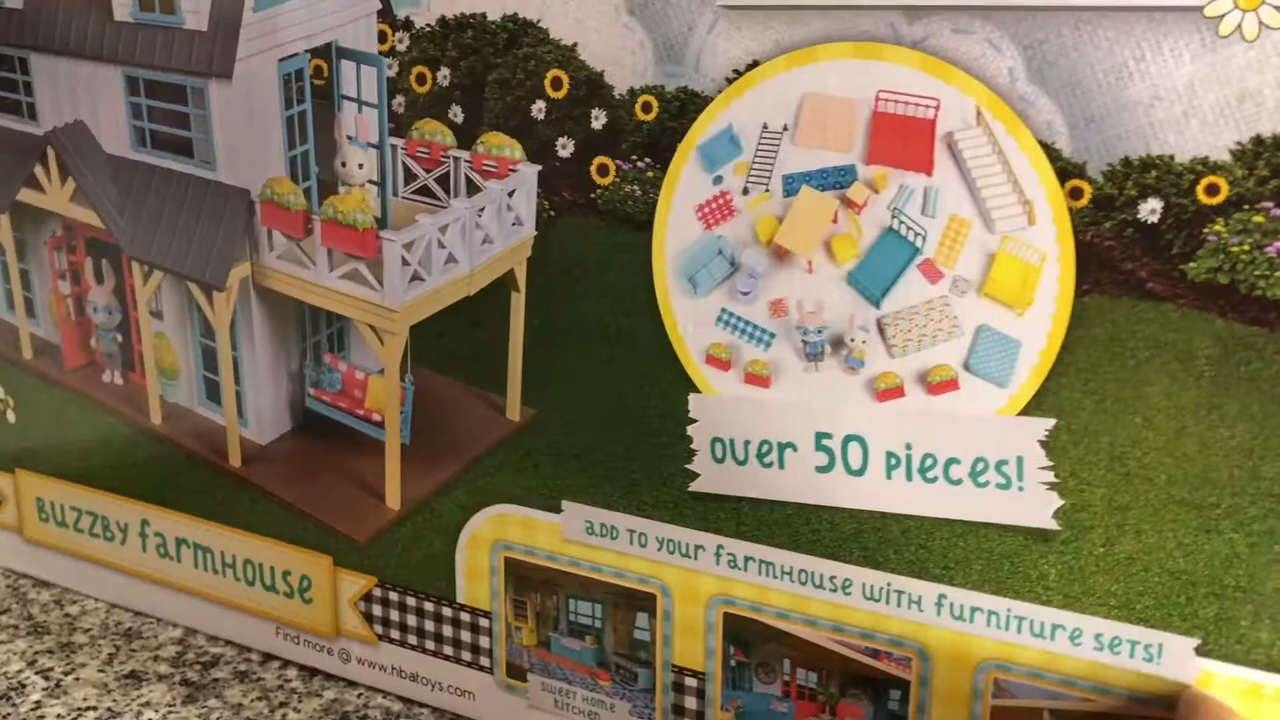 over 50 pieces!
BUZZBY farmHOUSe
aDD TO YOUr farmHOUSe WITH furnITUre SeTS!
Find more @ www.hbatoys.com
SWeeT Home
KITCHen